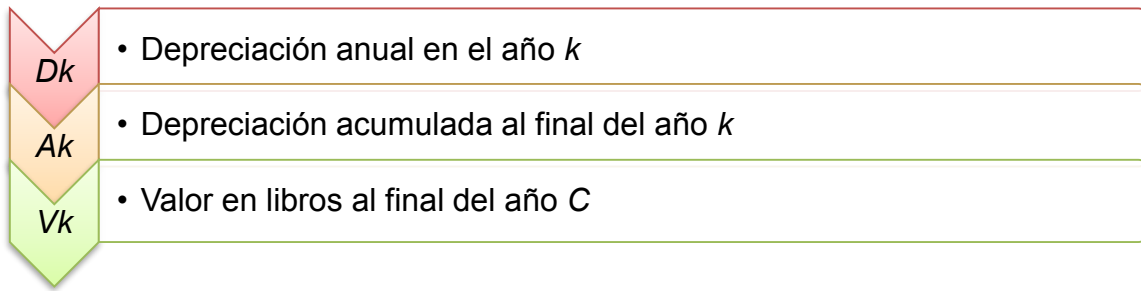 Dk
• Depreciación anual en el año k
Ak
• Depreciación acumulada al final del año k
Vk
• Valor en libros al final del año C